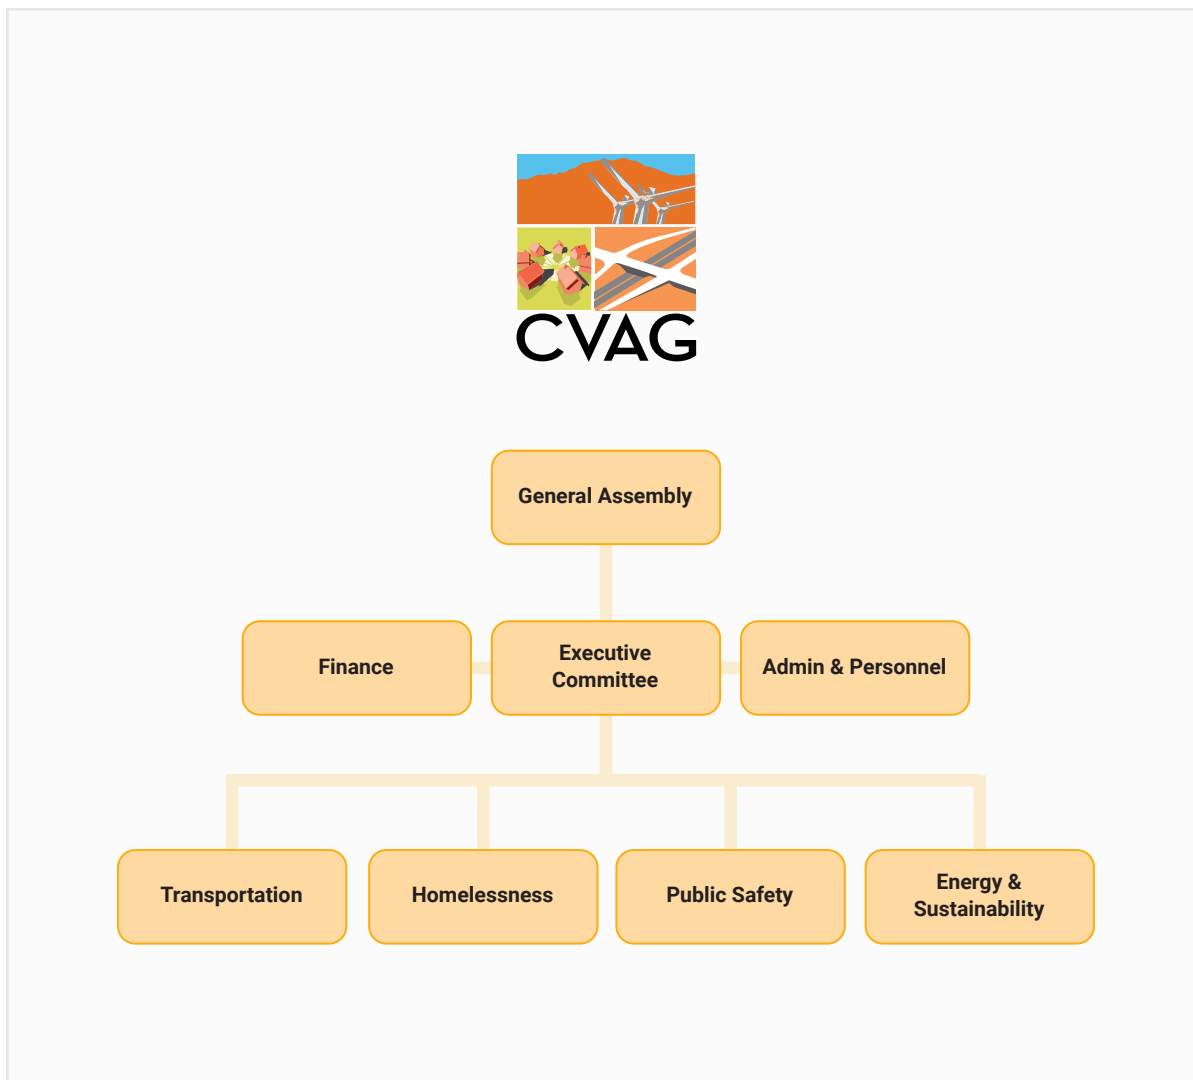 CVAG
General Assembly
Finance
Executive
Committee
Admin & Personnel
Transportation
Homelessness
Public Safety
Energy &
Sustainability